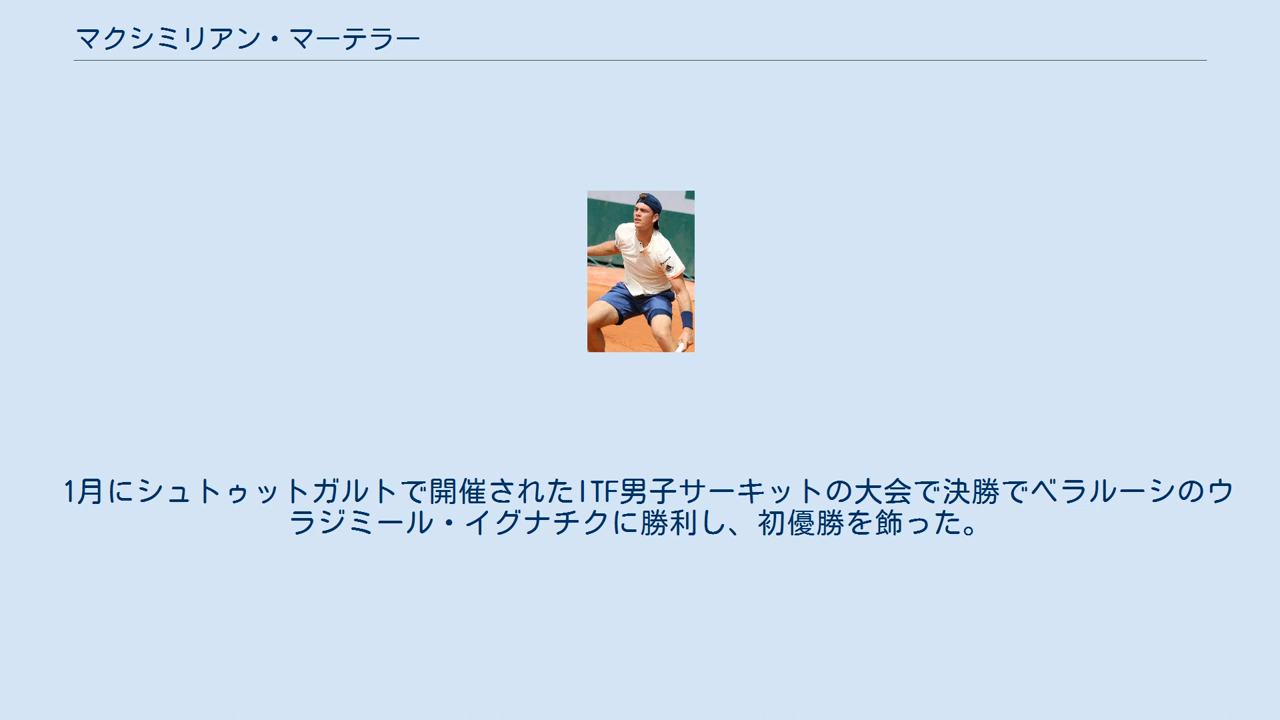 マクシミリアン・マーテラー
1月にシュトゥットガルトで開催されたITF男子サーキットの大会で決勝でベラルーシのウ
ラジミール・イグナチクに勝利し、初優勝を飾った。